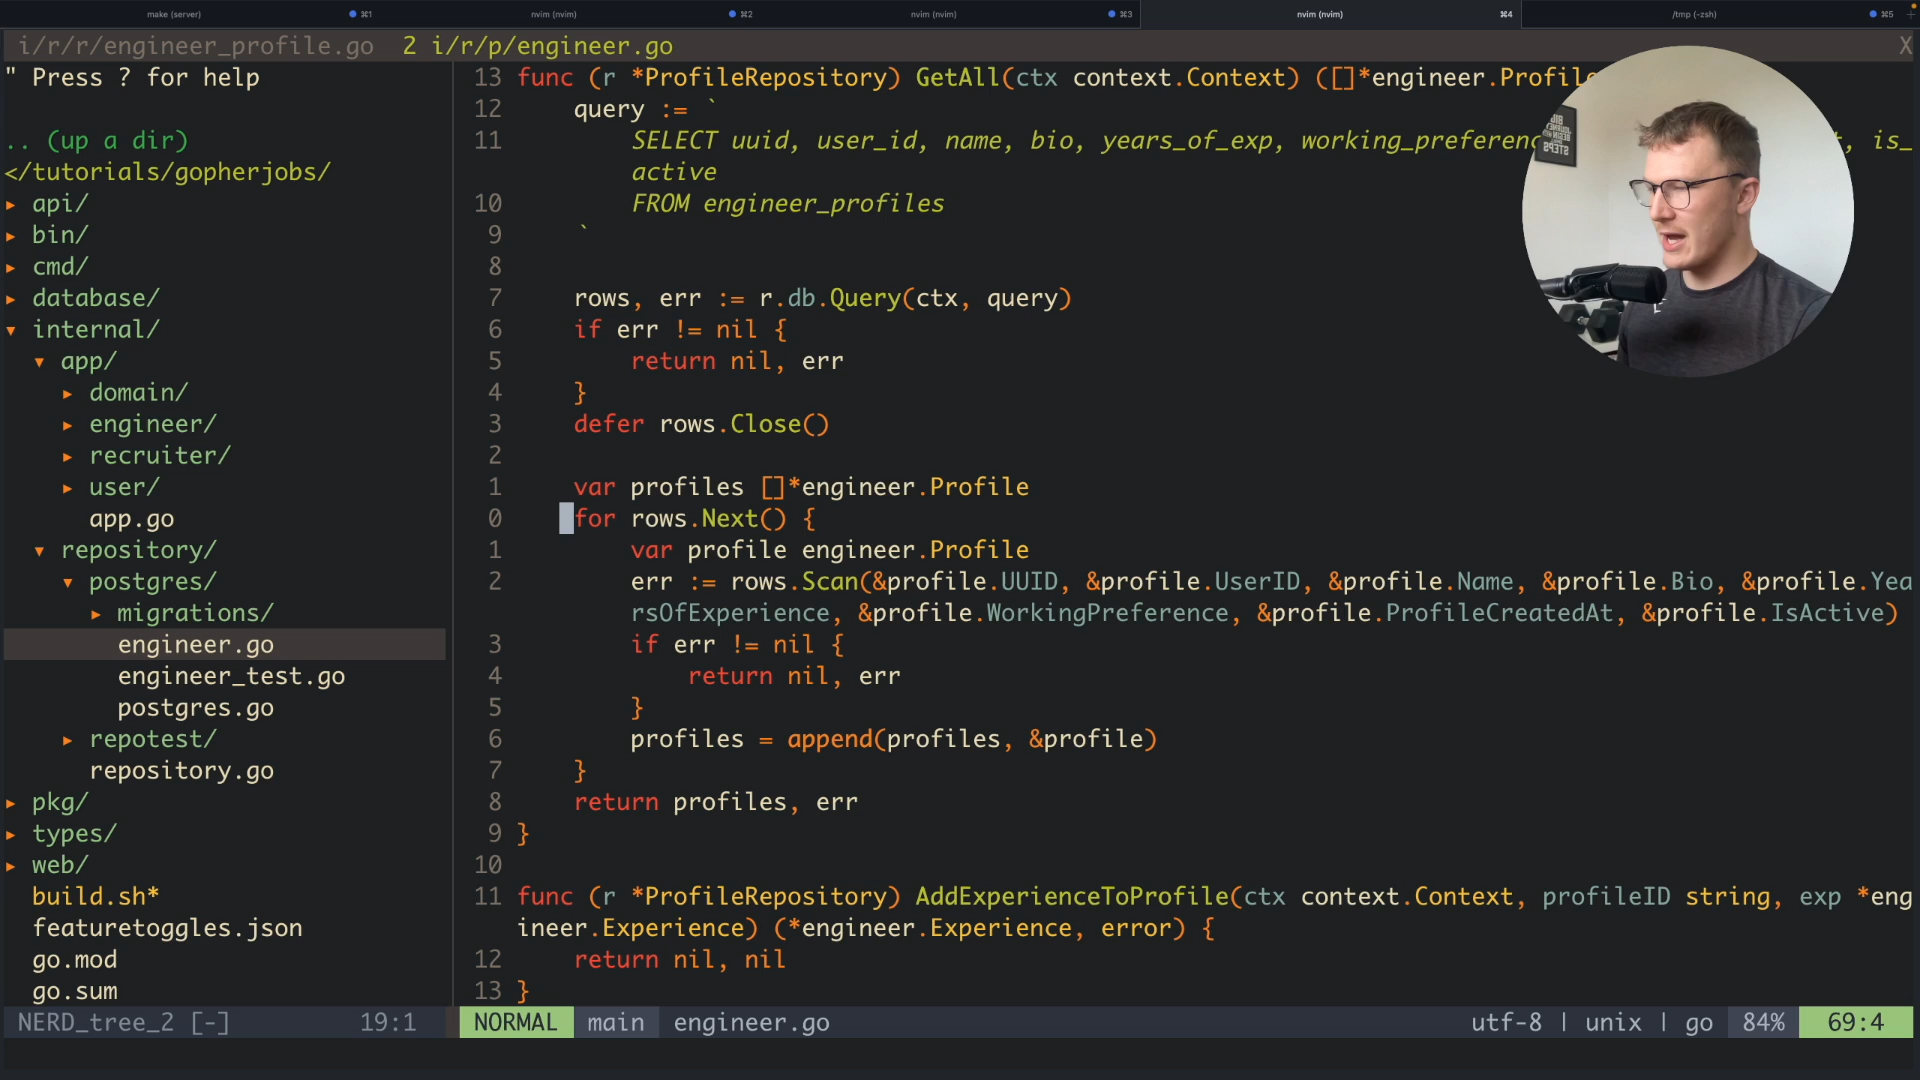 make (server) ⌘1 nvim (nvim) ⌘2 nvim (nvim) ⌘3 nvim (nvim) ⌘4 /tmp (-zsh) ⌘5 +
i/r/r/engineer_profile.go 2 i/r/p/engineer.go X
" Press ? for help
.. (up a dir)
</tutorials/gopherjobs/
▸ api/
▸ bin/
▸ cmd/
▸ database/
▾ internal/
▾ app/
▸ domain/
▸ engineer/
▸ recruiter/
▸ user/
app.go
▾ repository/
▾ postgres/
▸ migrations/
engineer.go
engineer_test.go
postgres.go
▸ repotest/
repository.go
▸ pkg/
▸ types/
▸ web/
build.sh*
featuretoggles.json
go.mod
go.sum
NERD_tree_2 [-] 19:1
13 func (r *ProfileRepository) GetAll(ctx context.Context) ([]*engineer.Profile
12 query := `
11 SELECT uuid, user_id, name, bio, years_of_exp, working_preferenc t, is_
active
10 FROM engineer_profiles
9 `
8
7 rows, err := r.db.Query(ctx, query)
6 if err != nil {
5 return nil, err
4 }
3 defer rows.Close()
2
1 var profiles []*engineer.Profile
0 for rows.Next() {
1 var profile engineer.Profile
2 err := rows.Scan(&profile.UUID, &profile.UserID, &profile.Name, &profile.Bio, &profile.Yea
rsOfExperience, &profile.WorkingPreference, &profile.ProfileCreatedAt, &profile.IsActive)
3 if err != nil {
4 return nil, err
5 }
6 profiles = append(profiles, &profile)
7 }
8 return profiles, err
9 }
10
11 func (r *ProfileRepository) AddExperienceToProfile(ctx context.Context, profileID string, exp *eng
ineer.Experience) (*engineer.Experience, error) {
12 return nil, nil
13 }
NORMAL main engineer.go utf-8 | unix | go 84% 69:4
BIG
JOURNEYS
BEGIN WITH
STEPS